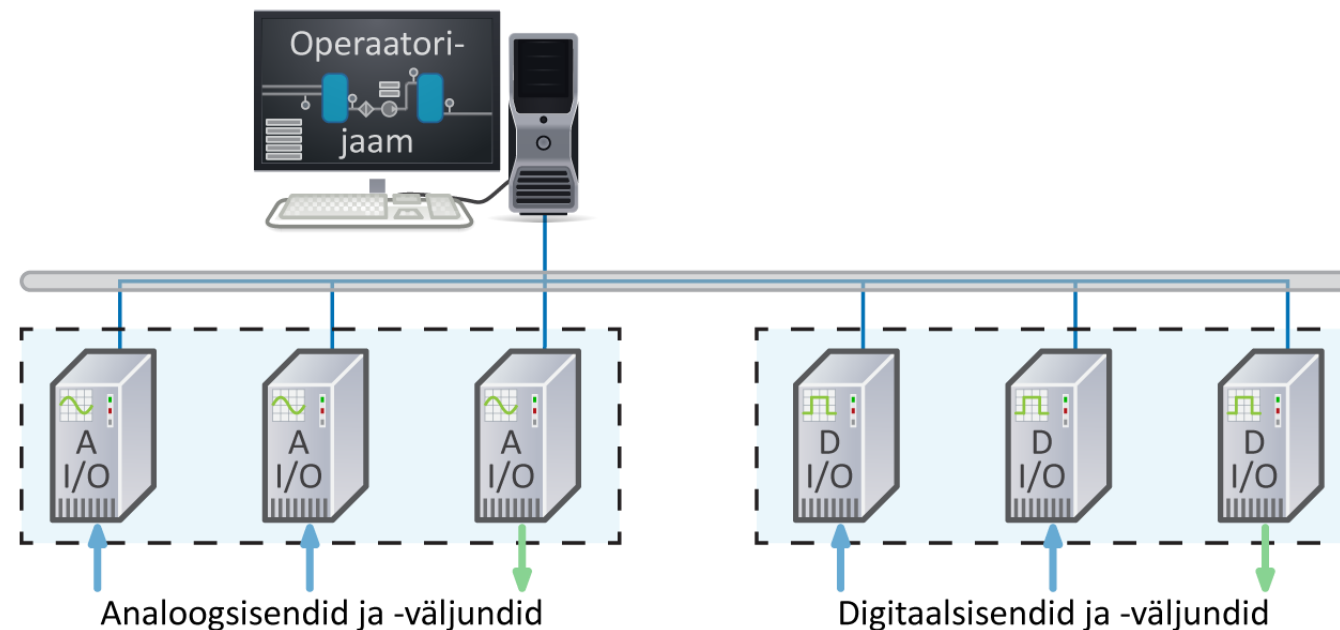 Operaatori-
jaam
A
I/O
A
I/O
A
I/O
D
I/O
D
I/O
D
I/O
Analoogsisendid ja -väljundid
Digitaalsisendid ja -väljundid